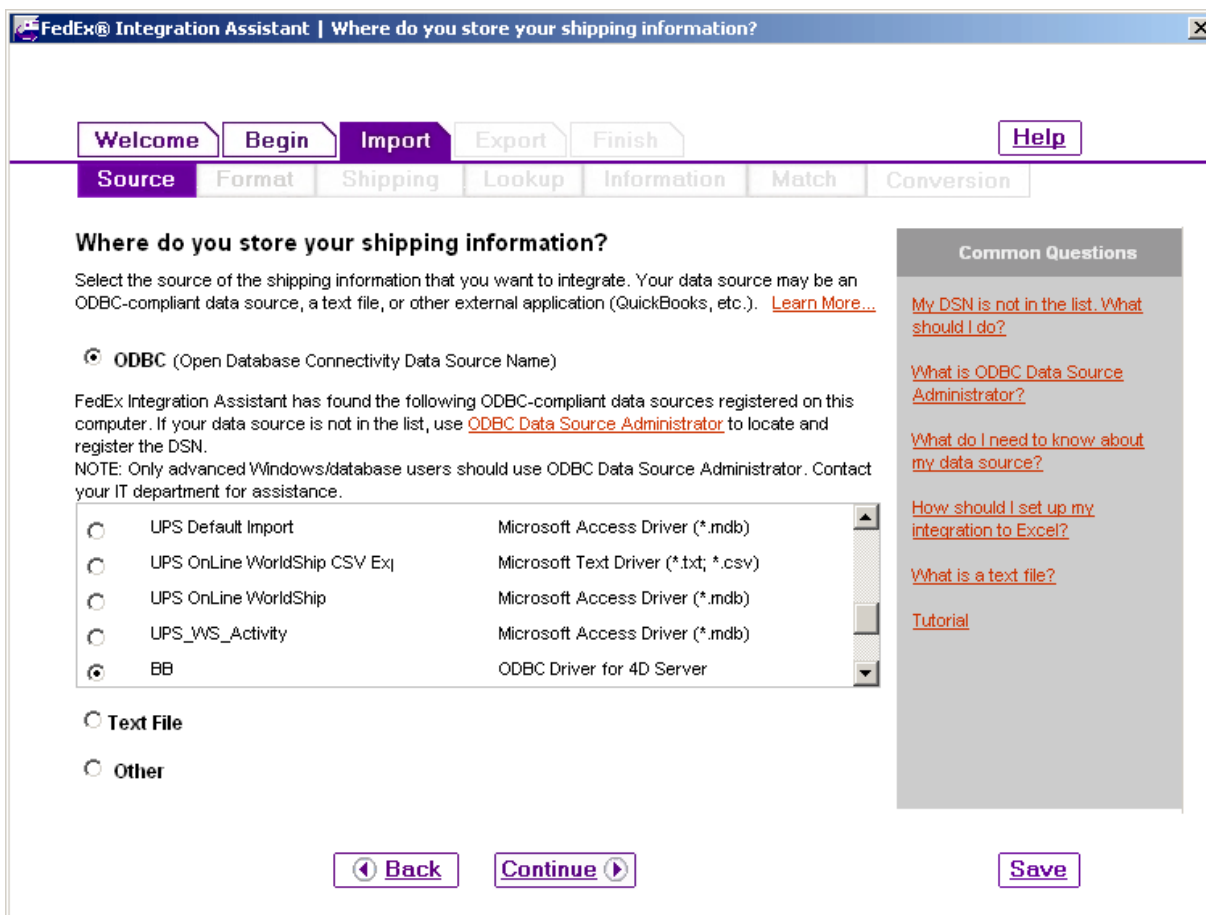 FedEx® Integration Assistant | Where do you store your shipping information?
Welcome Begin Import Export Finish Help
Source Format Shipping Lookup Information Match Conversion
Where do you store your shipping information?
Select the source of the shipping information that you want to integrate. Your data source may be an
ODBC-compliant data source, a text file, or other external application (QuickBooks, etc.). Learn More...
ODBC (Open Database Connectivity Data Source Name)
FedEx Integration Assistant has found the following ODBC-compliant data sources registered on this
computer. If your data source is not in the list, use ODBC Data Source Administrator to locate and
register the DSN.
NOTE: Only advanced Windows/database users should use ODBC Data Source Administrator. Contact
your IT department for assistance.
UPS Default Import Microsoft Access Driver (*.mdb)
UPS OnLine WorldShip CSV Exp Microsoft Text Driver (*.txt; *.csv)
UPS OnLine WorldShip Microsoft Access Driver (*.mdb)
UPS_WS_Activity Microsoft Access Driver (*.mdb)
BB ODBC Driver for 4D Server
Text File
Other
Common Questions
My DSN is not in the list. What
should I do?
What is ODBC Data Source
Administrator?
What do I need to know about
my data source?
How should I set up my
integration to Excel?
What is a text file?
Tutorial
Back Continue Save